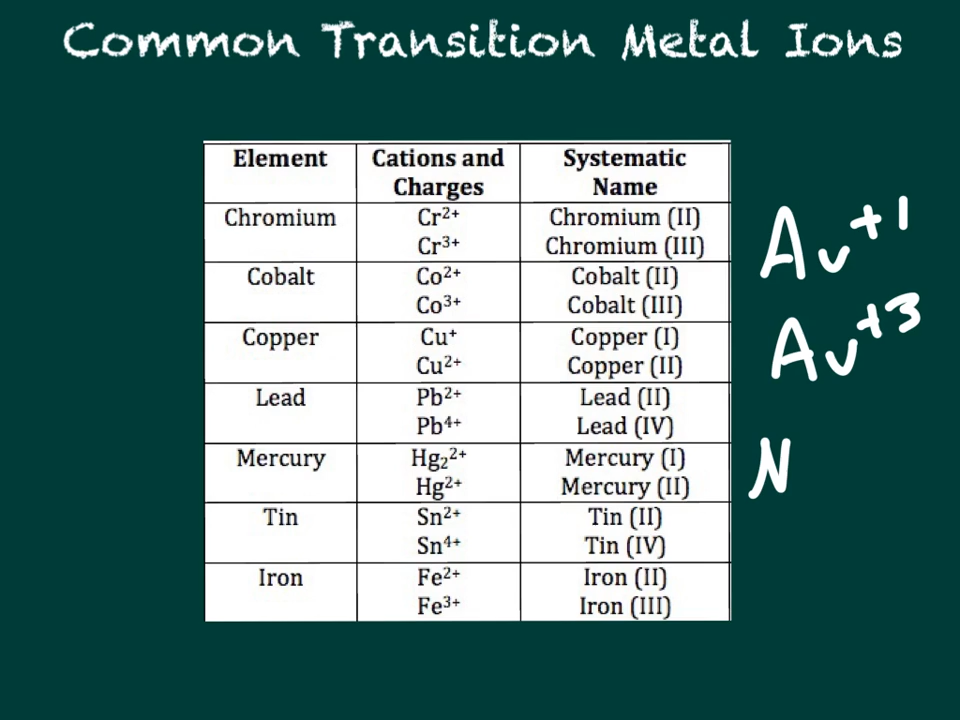 Common Transition Metal Ions
Element Cations and Charges Systematic Name
Chromium Cr²⁺ Chromium (II)
Cr³⁺ Chromium (III)
Cobalt Co²⁺ Cobalt (II)
Co³⁺ Cobalt (III)
Copper Cu⁺ Copper (I)
Cu²⁺ Copper (II)
Lead Pb²⁺ Lead (II)
Pb⁴⁺ Lead (IV)
Mercury Hg₂²⁺ Mercury (I)
Hg²⁺ Mercury (II)
Tin Sn²⁺ Tin (II)
Sn⁴⁺ Tin (IV)
Iron Fe²⁺ Iron (II)
Fe³⁺ Iron (III)
Au⁺¹
Au⁺³
N